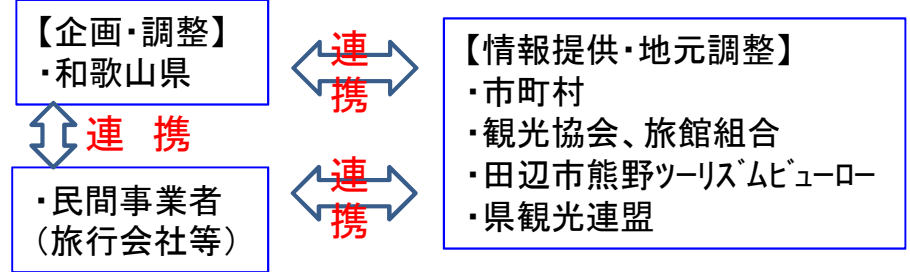 【企画・調整】
・和歌山県
連携
【情報提供・地元調整】
・市町村
・観光協会、旅館組合
・田辺市熊野ﾂｰﾘｽﾞﾑﾋﾞｭｰﾛｰ
・県観光連盟
連 携
・民間事業者
（旅行会社等）
連携